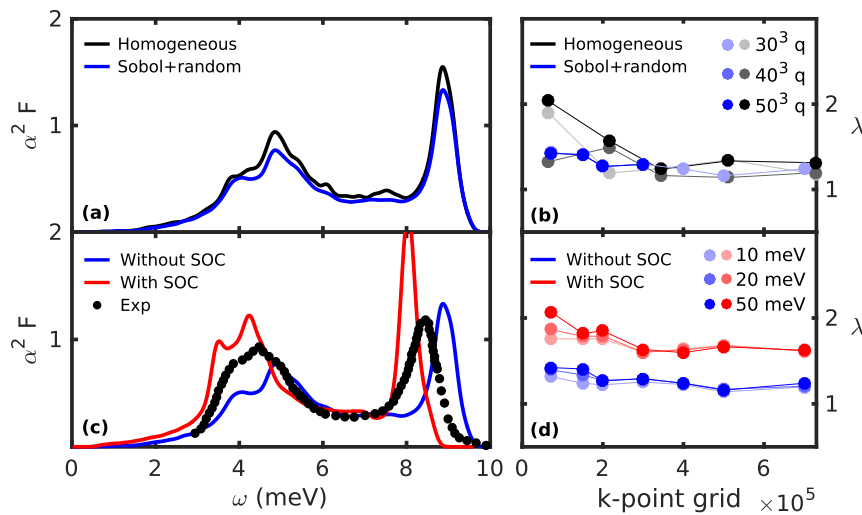 2
1
α² F
Homogeneous
Sobol+random
(a)
Homogeneous
Sobol+random
30³ q
40³ q
50³ q
2
1
λ
(b)
2
1
α² F
Without SOC
With SOC
Exp
(c)
0
2
4
6
8
10
ω (meV)
Without SOC
With SOC
10 meV
20 meV
50 meV
2
1
λ
(d)
0
2
4
6
k-point grid ×10⁵